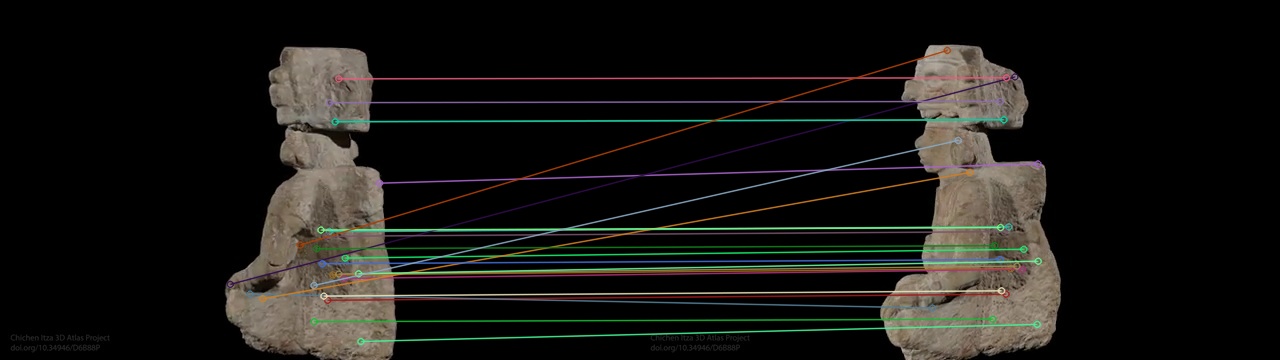 Chichen Itza 3D Atlas Project
doi.org/10.34946/D6B88P
Chichen Itza 3D Atlas Project
doi.org/10.34946/D6B88P